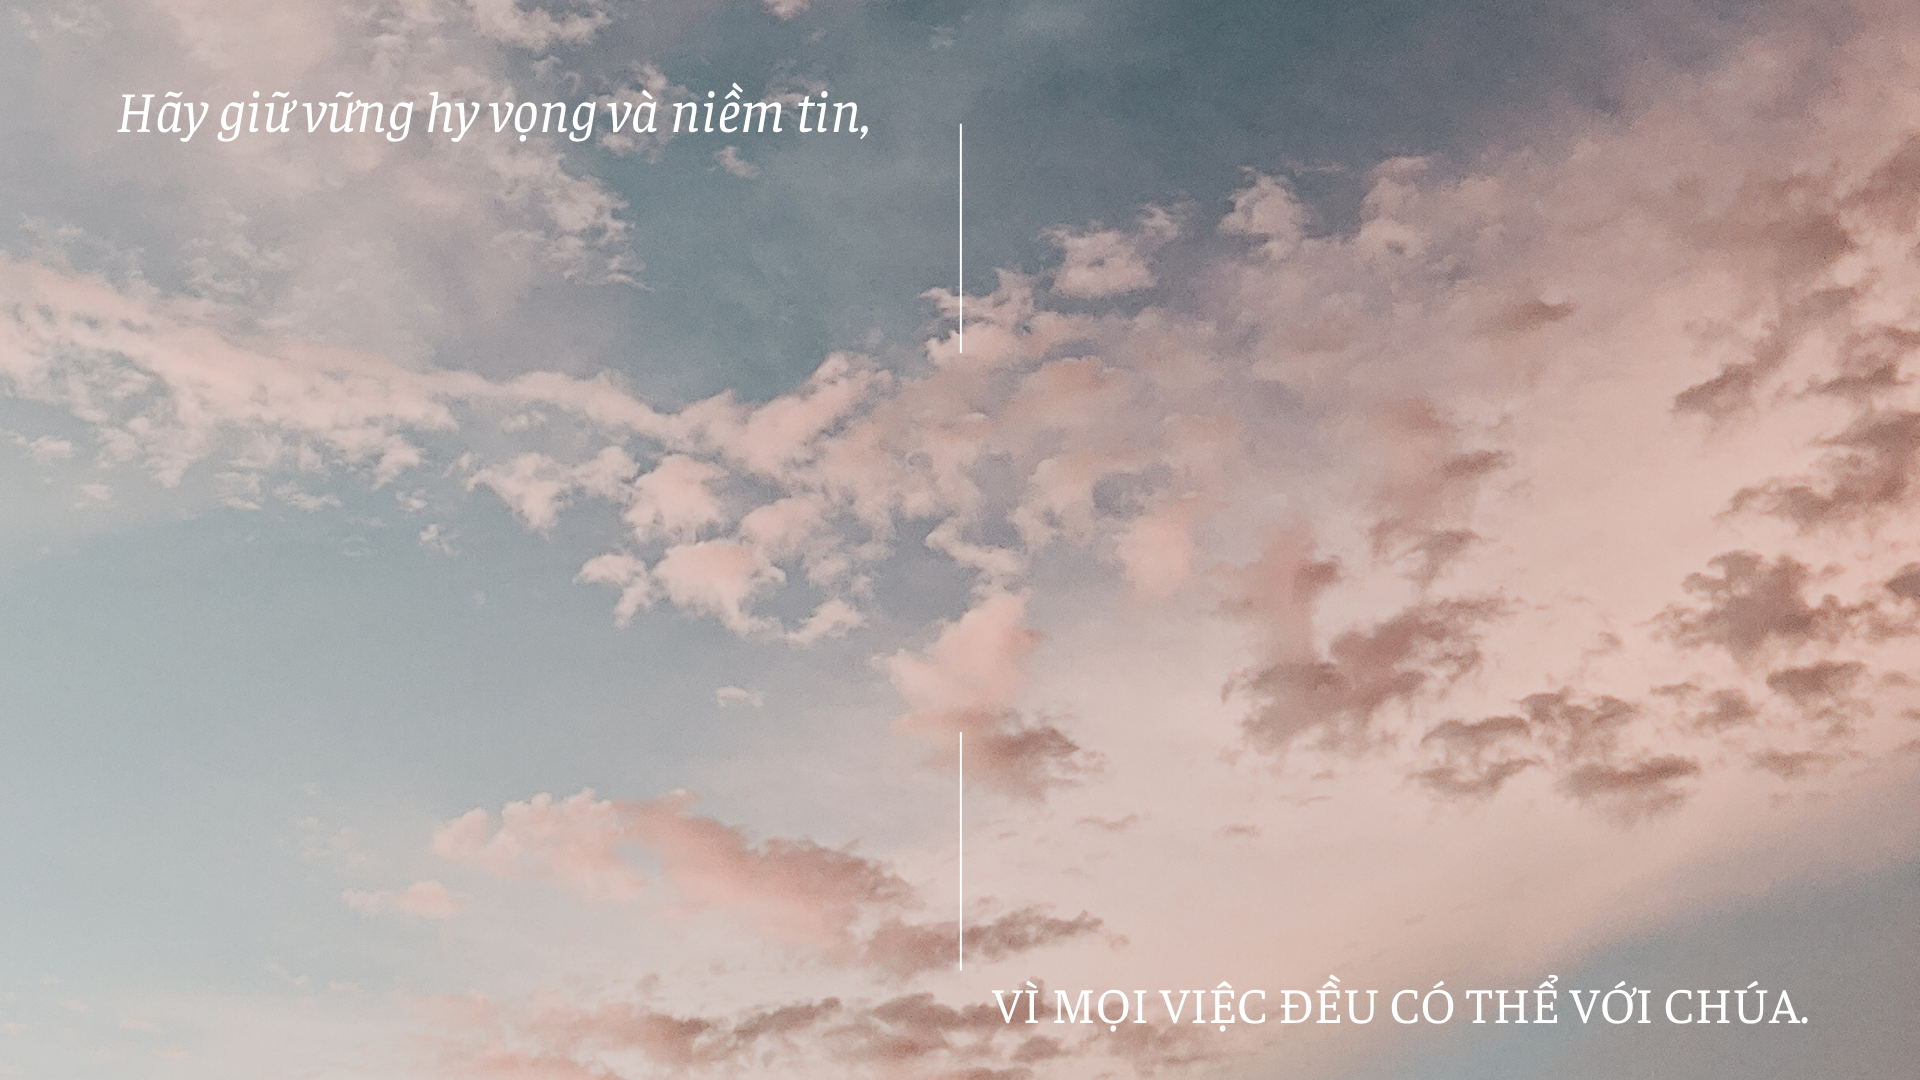 Hãy giữ vững hy vọng và niềm tin,
VÌ MỌI VIỆC ĐỀU CÓ THỂ VỚI CHÚA.